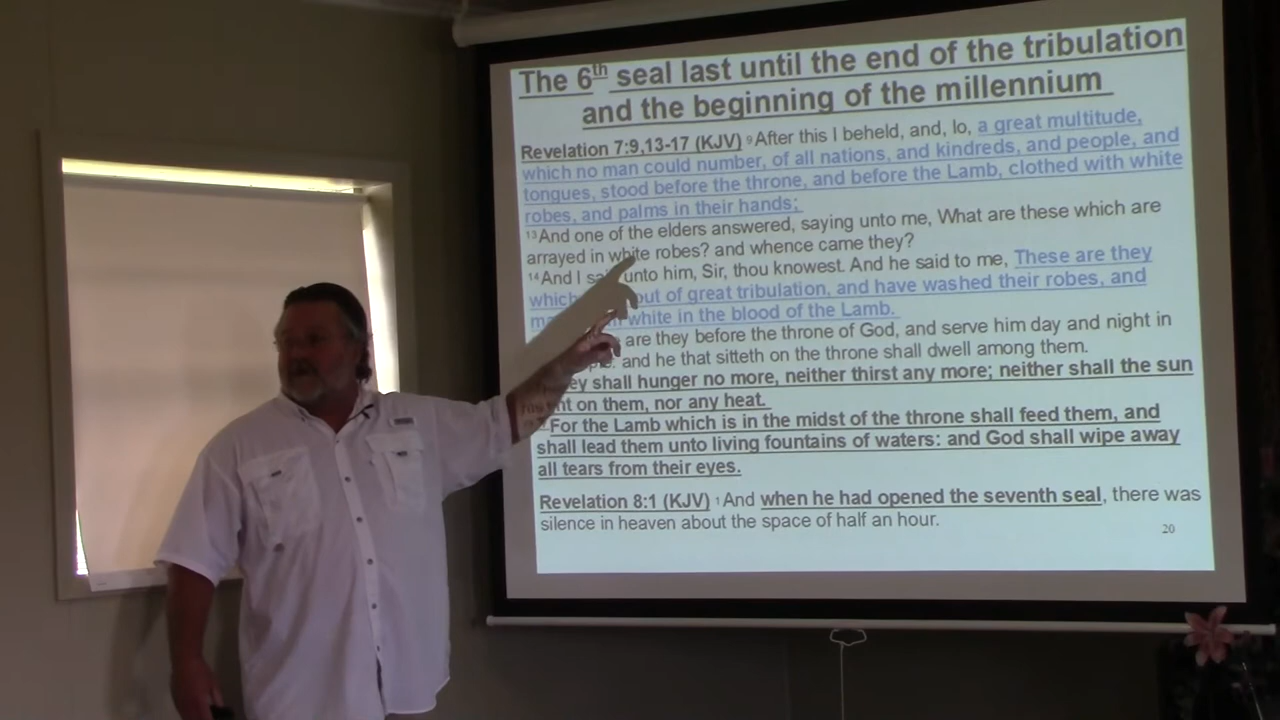 The 6th seal last until the end of the tribulation
and the beginning of the millennium
Revelation 7:9,13-17 (KJV) 9 After this I beheld, and, lo, a great multitude,
which no man could number, of all nations, and kindreds, and people, and
tongues, stood before the throne, and before the Lamb, clothed with white
robes, and palms in their hands;
13 And one of the elders answered, saying unto me, What are these which are
arrayed in white robes? and whence came they?
14 And I said unto him, Sir, thou knowest. And he said to me, These are they
which out of great tribulation, and have washed their robes, and
white in the blood of the Lamb.
are they before the throne of God, and serve him day and night in
and he that sitteth on the throne shall dwell among them.
shall hunger no more, neither thirst any more; neither shall the sun
on them, nor any heat.
For the Lamb which is in the midst of the throne shall feed them, and
shall lead them unto living fountains of waters: and God shall wipe away
all tears from their eyes.
Revelation 8:1 (KJV) 1 And when he had opened the seventh seal, there was
silence in heaven about the space of half an hour.
20